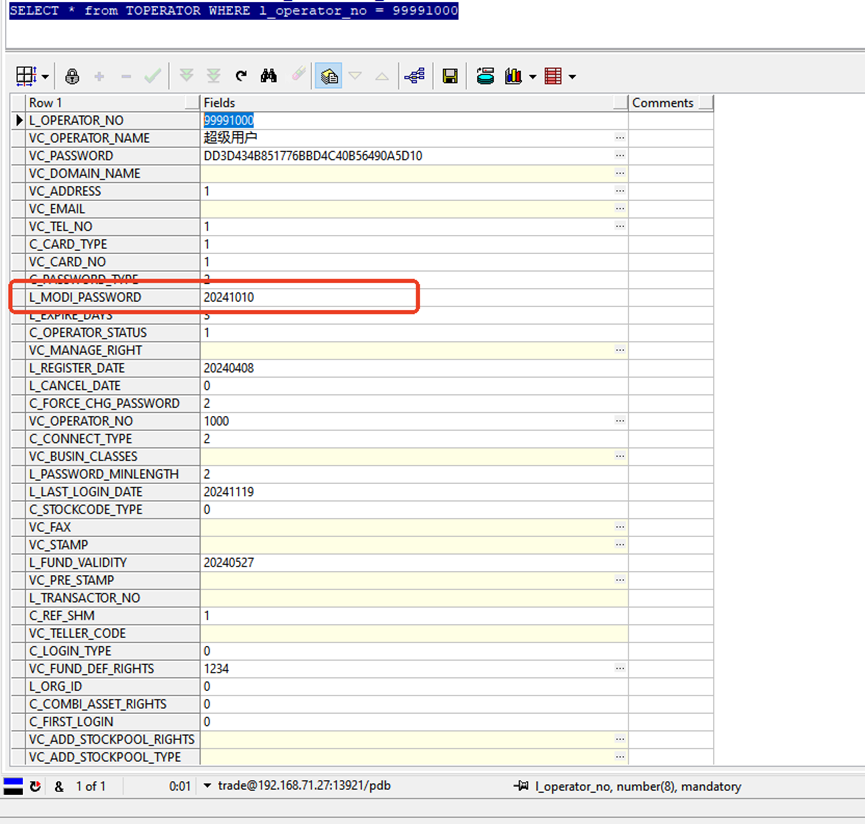 SELECT * from TOPERATOR WHERE l_operator_no = 99991000
Row 1 Fields Comments
L_OPERATOR_NO 99991000
VC_OPERATOR_NAME 超级用户
VC_PASSWORD DD3D434B851776BBD4C40B56490A5D10
VC_DOMAIN_NAME
VC_ADDRESS 1
VC_EMAIL
VC_TEL_NO 1
C_CARD_TYPE 1
VC_CARD_NO 1
C_PASSWORD_TYPE 2
L_MODI_PASSWORD 20241010
L_EXPIRE_DAYS 5
C_OPERATOR_STATUS 1
VC_MANAGE_RIGHT
L_REGISTER_DATE 20240408
L_CANCEL_DATE 0
C_FORCE_CHG_PASSWORD 2
VC_OPERATOR_NO 1000
C_CONNECT_TYPE 2
VC_BUSIN_CLASSES
L_PASSWORD_MINLENGTH 2
L_LAST_LOGIN_DATE 20241119
C_STOCKCODE_TYPE 0
VC_FAX
VC_STAMP
L_FUND_VALIDITY 20240527
VC_PRE_STAMP
L_TRANSACTOR_NO
C_REF_SHM 1
VC_TELLER_CODE
C_LOGIN_TYPE 0
VC_FUND_DEF_RIGHTS 1234
L_ORG_ID 0
C_COMBI_ASSET_RIGHTS 0
C_FIRST_LOGIN 0
VC_ADD_STOCKPOOL_RIGHTS
VC_ADD_STOCKPOOL_TYPE
& 1 of 1 0:01 trade@192.168.71.27:13921/pdb l_operator_no, number(8), mandatory